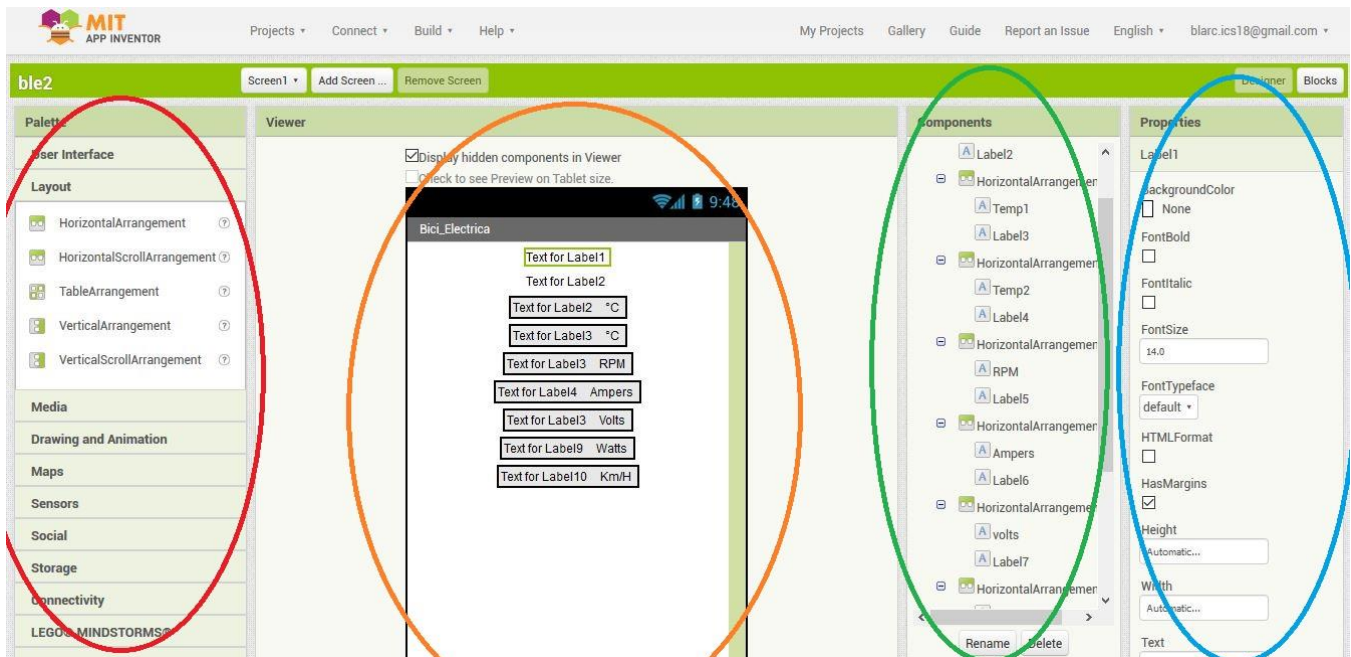 MIT
APP INVENTOR
Projects Connect Build Help
My Projects Gallery Guide Report an Issue English blarc.ics18@gmail.com
ble2
Screen1 Add Screen ... Remove Screen
Designer Blocks
Palette
User Interface
Layout
HorizontalArrangement ?
HorizontalScrollArrangement ?
TableArrangement ?
VerticalArrangement ?
VerticalScrollArrangement ?
Media
Drawing and Animation
Maps
Sensors
Social
Storage
Connectivity
LEGO® MINDSTORMS®
Viewer
Display hidden components in Viewer
Check to see Preview on Tablet size.
9:48
Bici_Electrica
Text for Label1
Text for Label2
Text for Label2 °C
Text for Label3 °C
Text for Label3 RPM
Text for Label4 Ampers
Text for Label3 Volts
Text for Label9 Watts
Text for Label10 Km/H
Components
Label2
HorizontalArrangemen
Temp1
Label3
HorizontalArrangemen
Temp2
Label4
HorizontalArrangemen
RPM
Label5
HorizontalArrangemen
Ampers
Label6
HorizontalArrangemen
volts
Label7
HorizontalArrangemen
Rename Delete
Properties
Label1
BackgroundColor
None
FontBold
FontItalic
FontSize
14.0
FontTypeface
default
HTMLFormat
HasMargins
Height
Automatic...
Width
Automatic...
Text